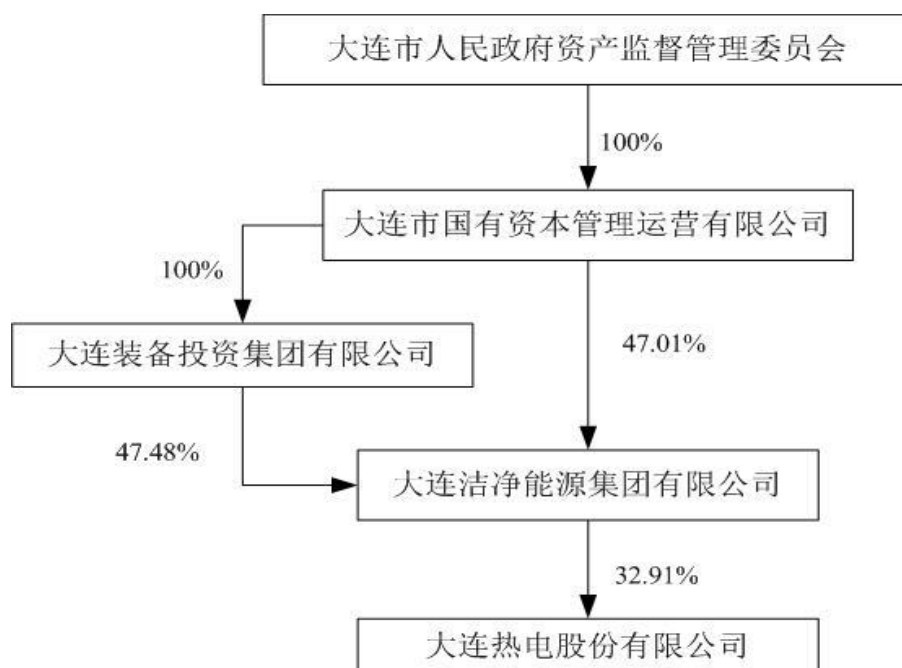 大连市人民政府资产监督管理委员会
100%
大连市国有资本管理运营有限公司
100%
大连装备投资集团有限公司
47.01%
47.48%
大连洁净能源集团有限公司
32.91%
大连热电股份有限公司